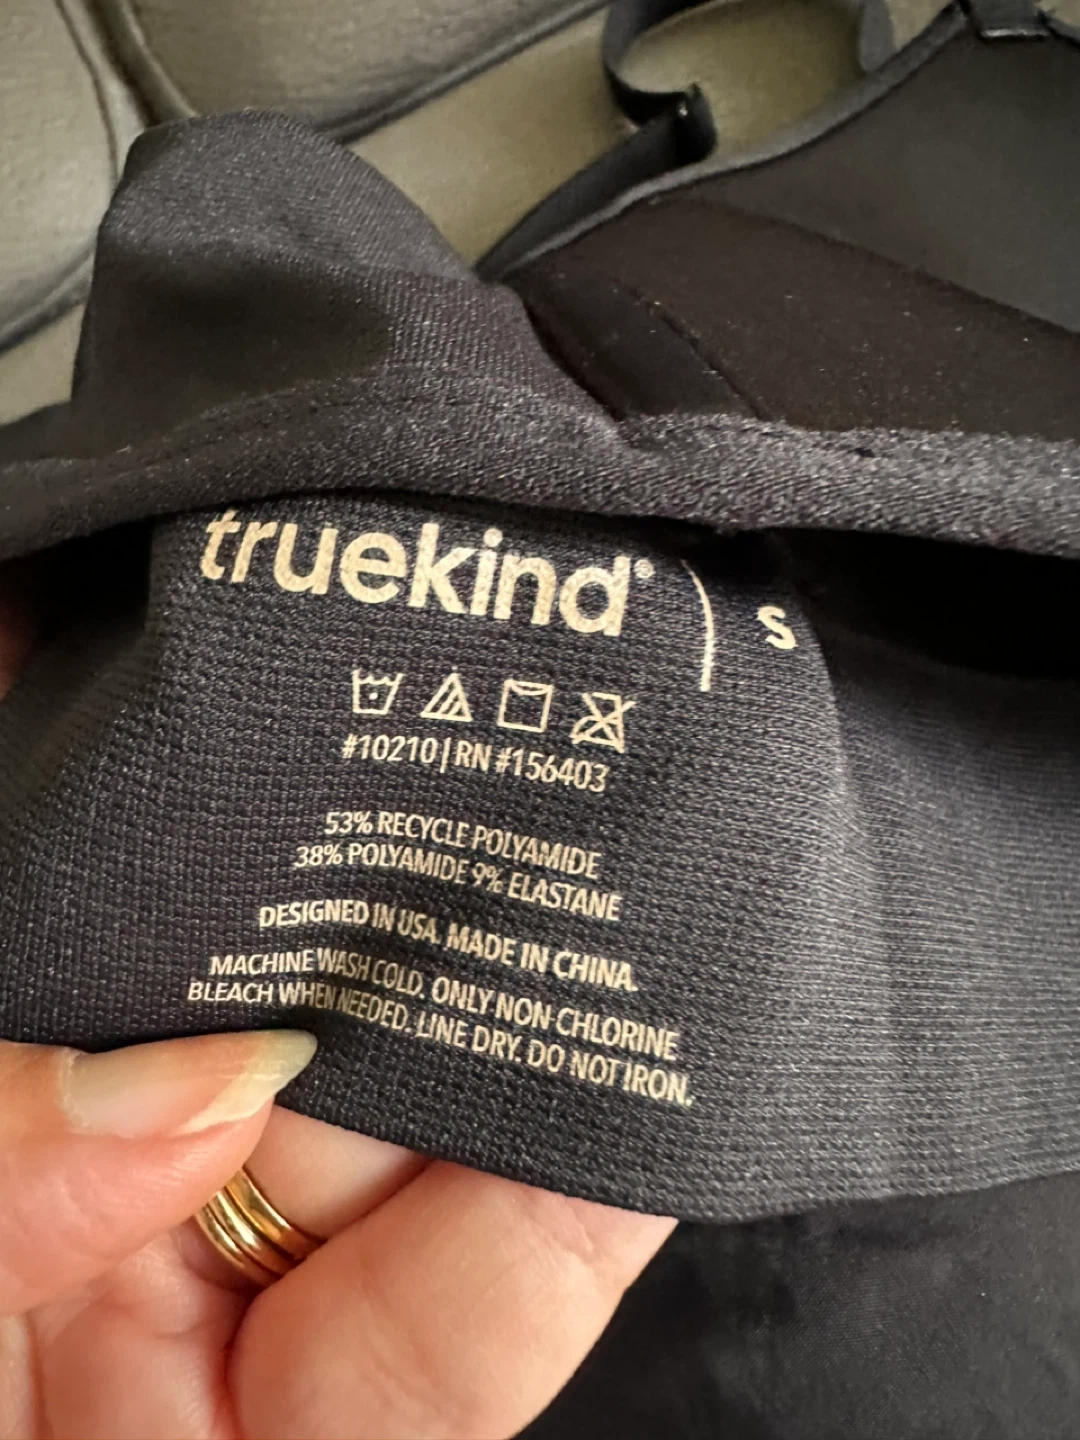 truekind® | S
#10210 | RN #156403
53% RECYCLE POLYAMIDE
38% POLYAMIDE 9% ELASTANE
DESIGNED IN USA. MADE IN CHINA.
MACHINE WASH COLD. ONLY NON CHLORINE
BLEACH WHEN NEEDED. LINE DRY. DO NOT IRON.